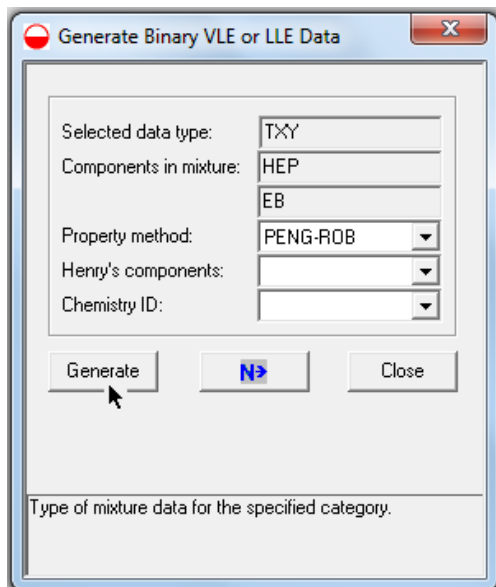 Generate Binary VLE or LLE Data
Selected data type: TXY
Components in mixture: HEP
EB
Property method: PENG-ROB
Henry's components:
Chemistry ID:
Generate N Close
Type of mixture data for the specified category.